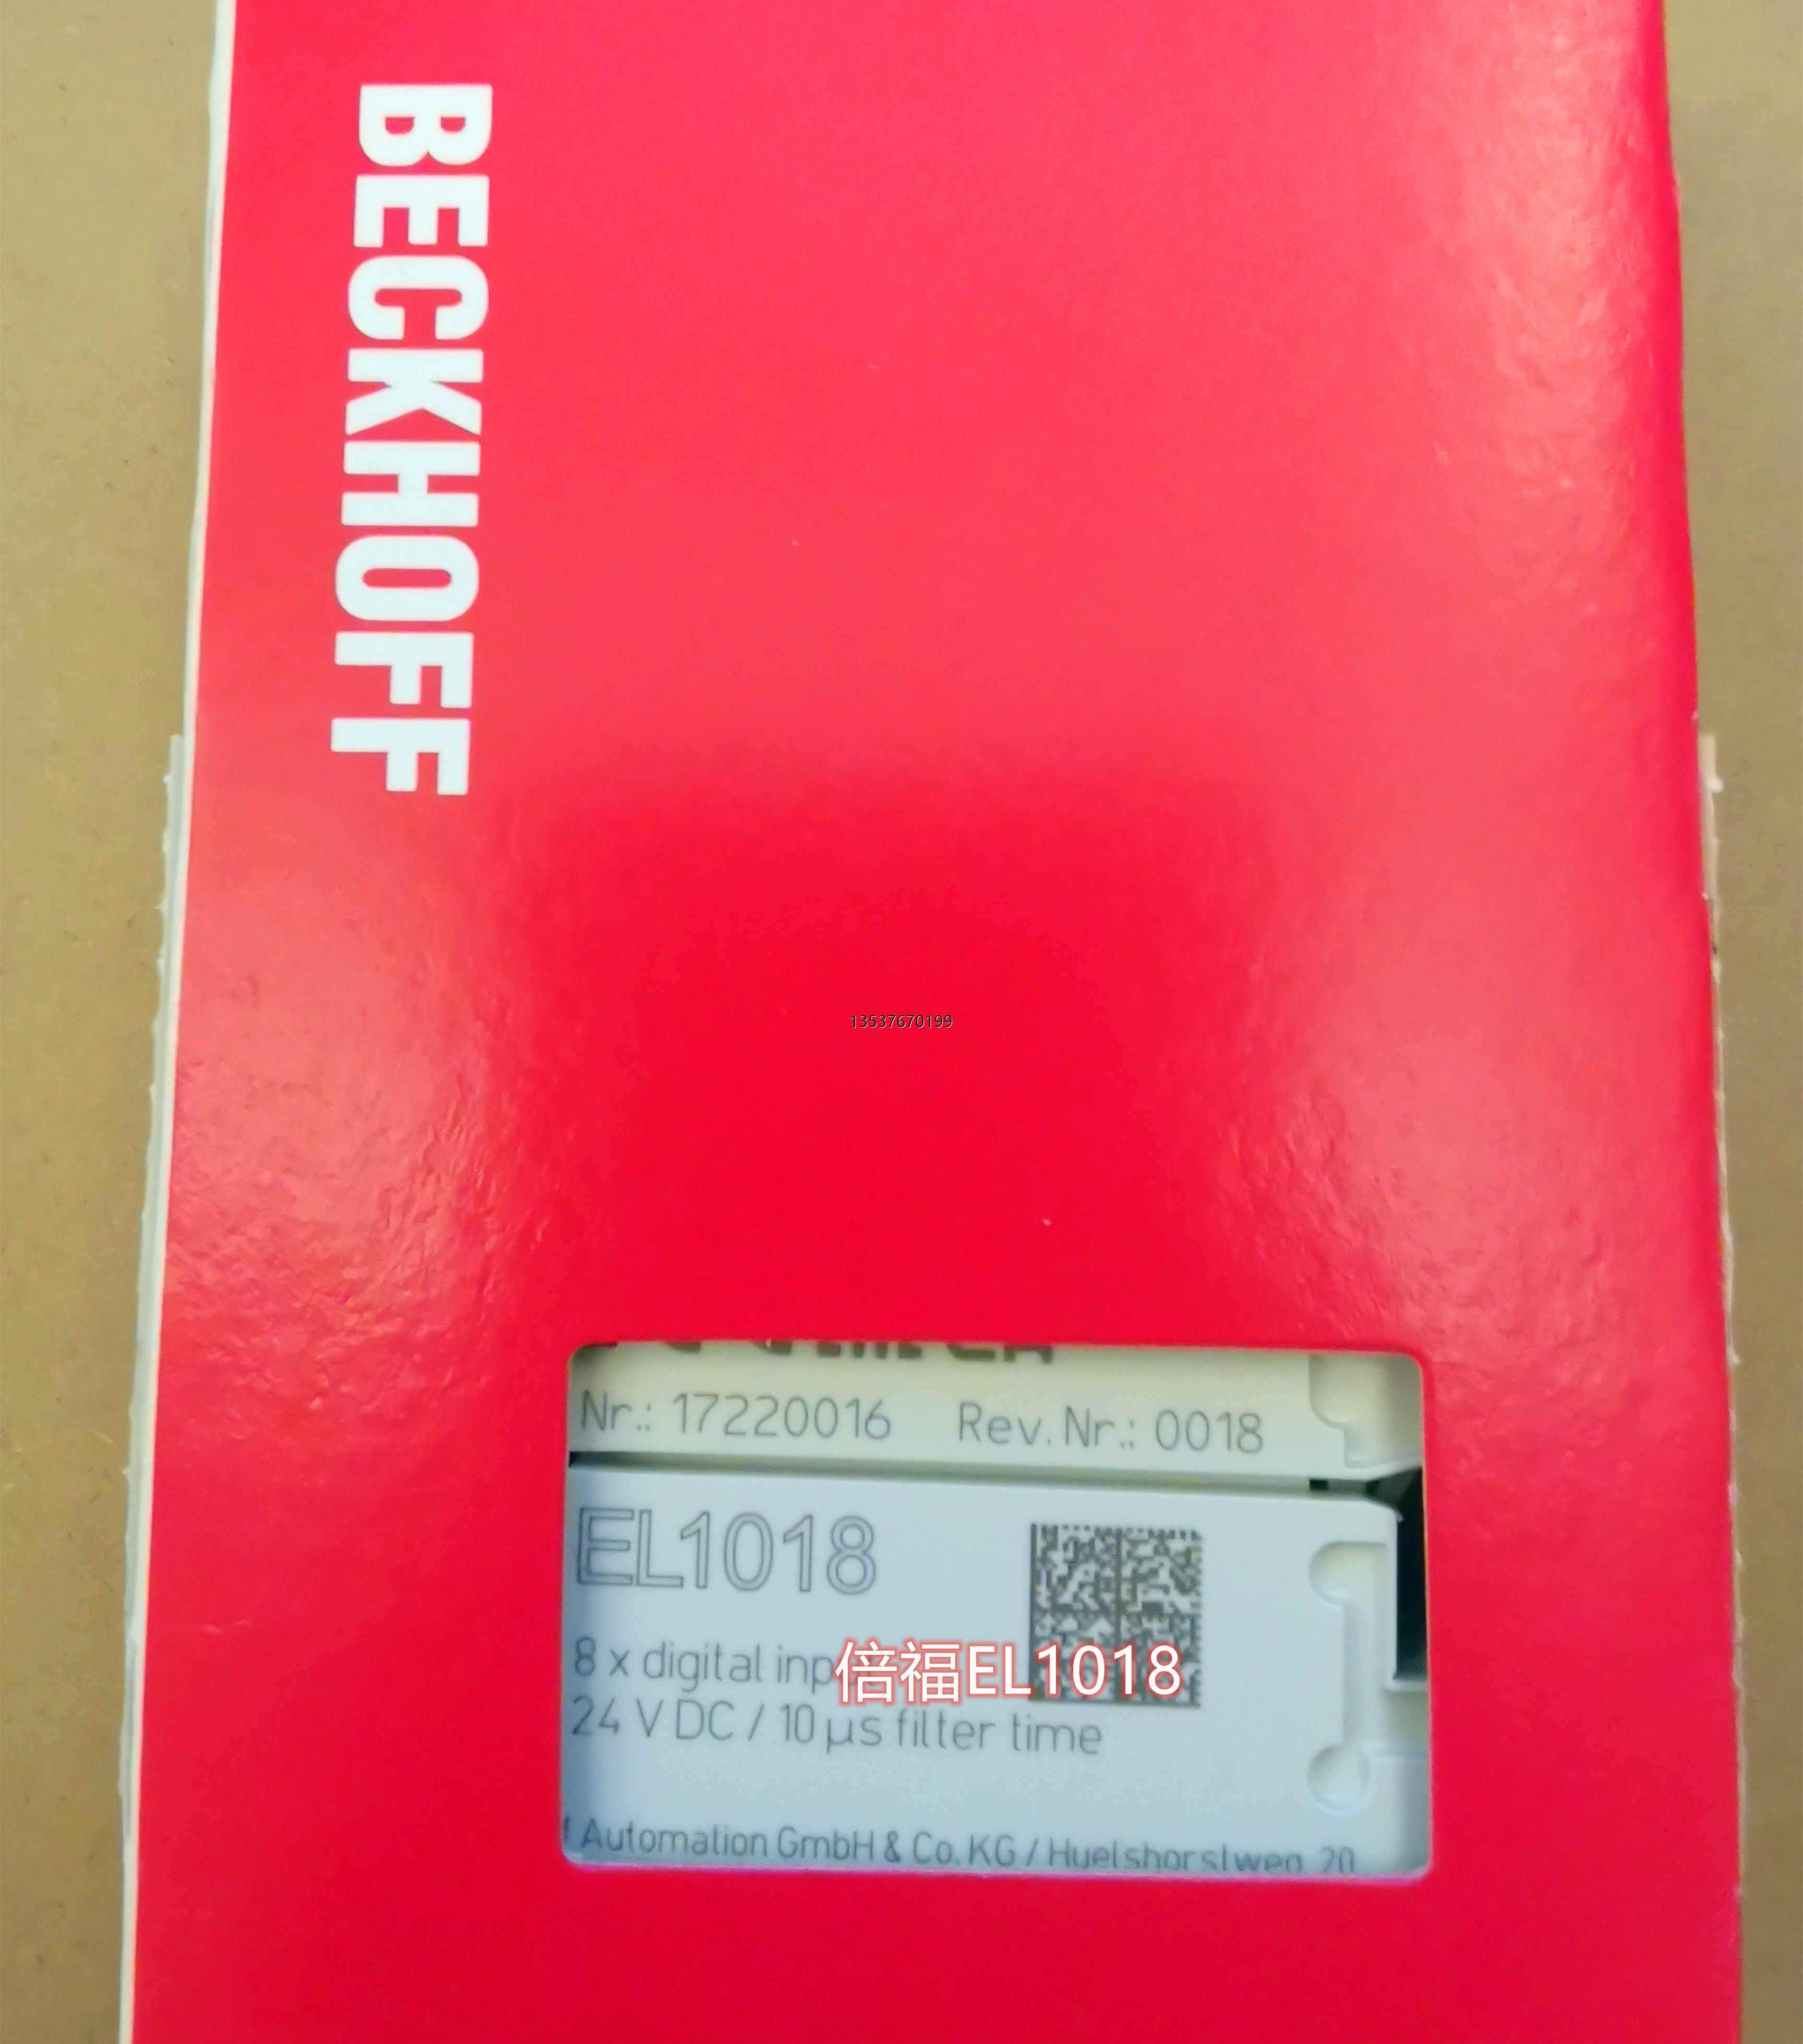 BECKHOFF
13537670199
Nr.: 17220016 Rev. Nr.: 0018
EL1018
8 x digital
倍福EL1018
24 V DC / 10 µs filter time
Automation GmbH & Co. KG / Huelshorstweg 20